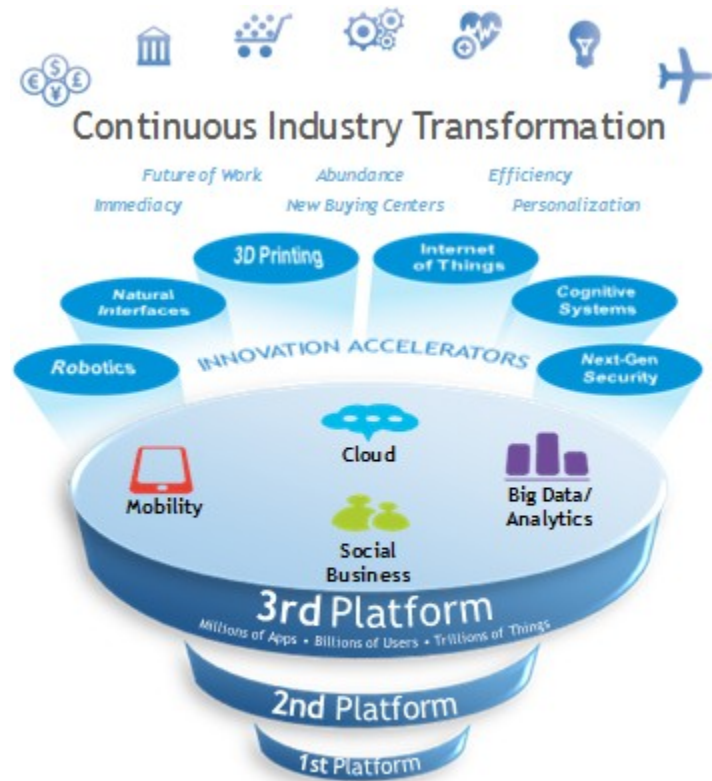 € $ £ ¥
Continuous Industry Transformation
Future of Work Abundance Efficiency
Immediacy New Buying Centers Personalization
3D Printing
Internet
of Things
Natural
Interfaces
Cognitive
Systems
INNOVATION ACCELERATORS
Robotics
Next-Gen
Security
Cloud
Mobility
Big Data/
Analytics
Social
Business
3rd Platform
Millions of Apps • Billions of Users • Trillions of Things
2nd Platform
1st Platform